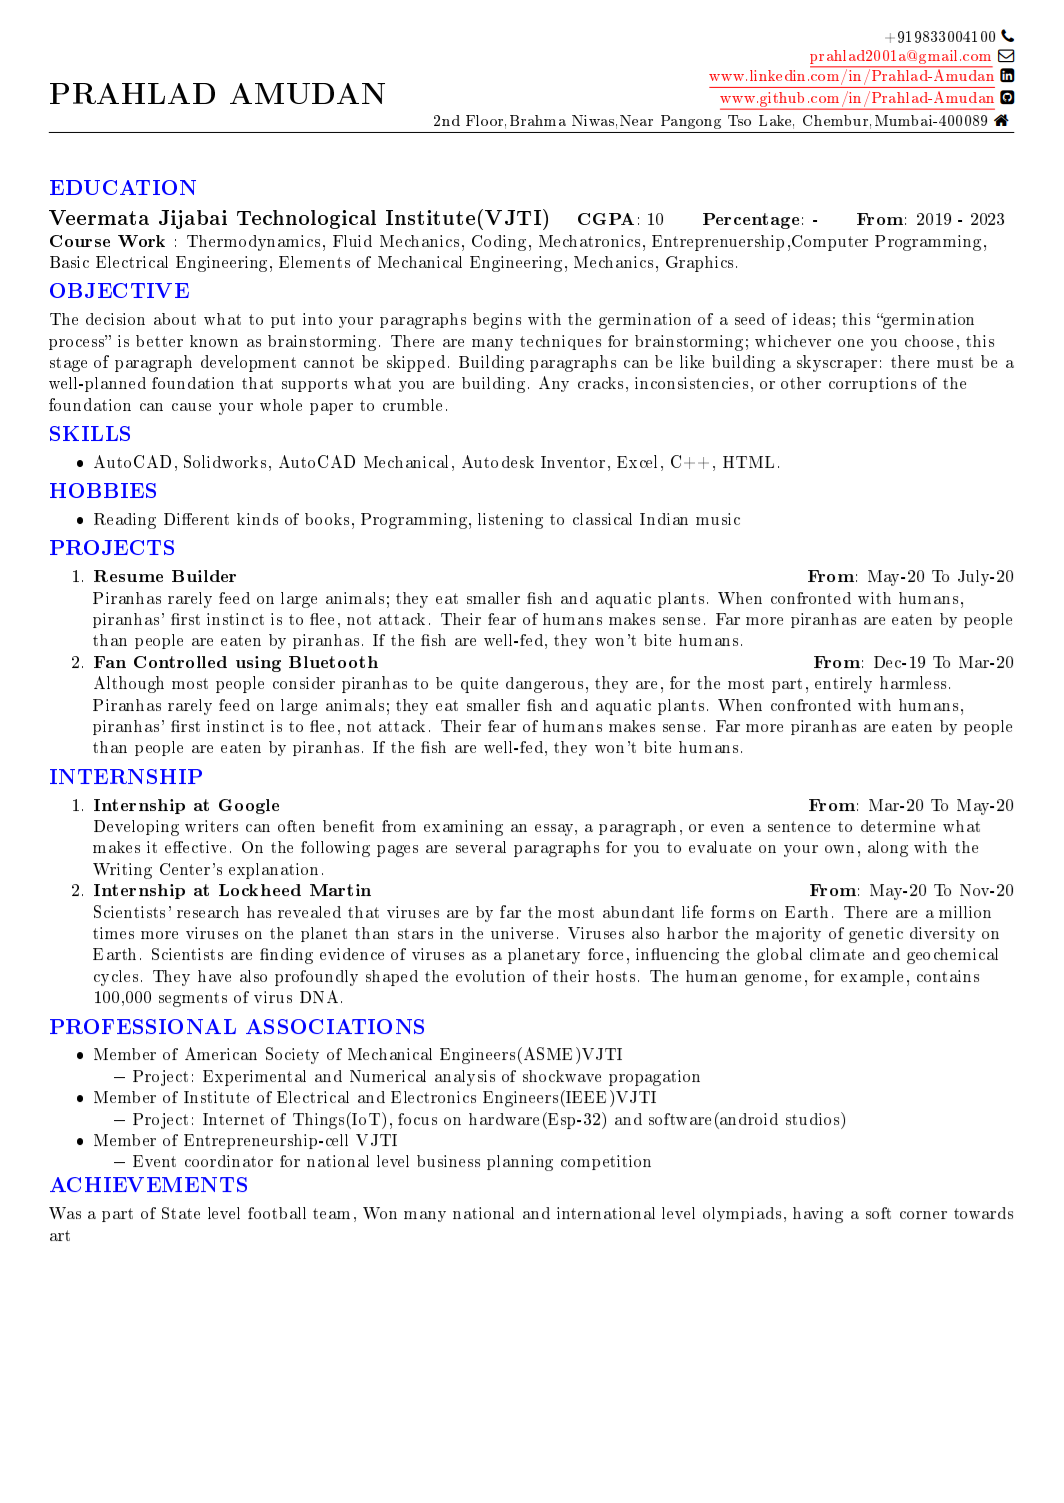 +919833004100
prahlad2001a@gmail.com
www.linkedin.com/in/Prahlad-Amudan
PRAHLAD AMUDAN
www.github.com/in/Prahlad-Amudan
2nd Floor,Brahma Niwas,Near Pangong Tso Lake, Chembur,Mumbai-400089
EDUCATION
Veermata Jijabai Technological Institute(VJTI) CGPA: 10 Percentage: - From: 2019 - 2023
Course Work : Thermodynamics, Fluid Mechanics, Coding, Mechatronics, Entreprenuership,Computer Programming,
Basic Electrical Engineering, Elements of Mechanical Engineering, Mechanics, Graphics.
OBJECTIVE
The decision about what to put into your paragraphs begins with the germination of a seed of ideas; this “germination
process” is better known as brainstorming. There are many techniques for brainstorming; whichever one you choose, this
stage of paragraph development cannot be skipped. Building paragraphs can be like building a skyscraper: there must be a
well-planned foundation that supports what you are building. Any cracks, inconsistencies, or other corruptions of the
foundation can cause your whole paper to crumble.
SKILLS
• AutoCAD, Solidworks, AutoCAD Mechanical, Autodesk Inventor, Excel, C++, HTML.
HOBBIES
• Reading Different kinds of books, Programming, listening to classical Indian music
PROJECTS
1. Resume Builder From: May-20 To July-20
Piranhas rarely feed on large animals; they eat smaller fish and aquatic plants. When confronted with humans,
piranhas’ first instinct is to flee, not attack. Their fear of humans makes sense. Far more piranhas are eaten by people
than people are eaten by piranhas. If the fish are well-fed, they won’t bite humans.
2. Fan Controlled using Bluetooth From: Dec-19 To Mar-20
Although most people consider piranhas to be quite dangerous, they are, for the most part, entirely harmless.
Piranhas rarely feed on large animals; they eat smaller fish and aquatic plants. When confronted with humans,
piranhas’ first instinct is to flee, not attack. Their fear of humans makes sense. Far more piranhas are eaten by people
than people are eaten by piranhas. If the fish are well-fed, they won’t bite humans.
INTERNSHIP
1. Internship at Google From: Mar-20 To May-20
Developing writers can often benefit from examining an essay, a paragraph, or even a sentence to determine what
makes it effective. On the following pages are several paragraphs for you to evaluate on your own, along with the
Writing Center’s explanation.
2. Internship at Lockheed Martin From: May-20 To Nov-20
Scientists’ research has revealed that viruses are by far the most abundant life forms on Earth. There are a million
times more viruses on the planet than stars in the universe. Viruses also harbor the majority of genetic diversity on
Earth. Scientists are finding evidence of viruses as a planetary force, influencing the global climate and geochemical
cycles. They have also profoundly shaped the evolution of their hosts. The human genome, for example, contains
100,000 segments of virus DNA.
PROFESSIONAL ASSOCIATIONS
• Member of American Society of Mechanical Engineers(ASME)VJTI
– Project: Experimental and Numerical analysis of shockwave propagation
• Member of Institute of Electrical and Electronics Engineers(IEEE)VJTI
– Project: Internet of Things(IoT), focus on hardware(Esp-32) and software(android studios)
• Member of Entrepreneurship-cell VJTI
– Event coordinator for national level business planning competition
ACHIEVEMENTS
Was a part of State level football team, Won many national and international level olympiads, having a soft corner towards
art